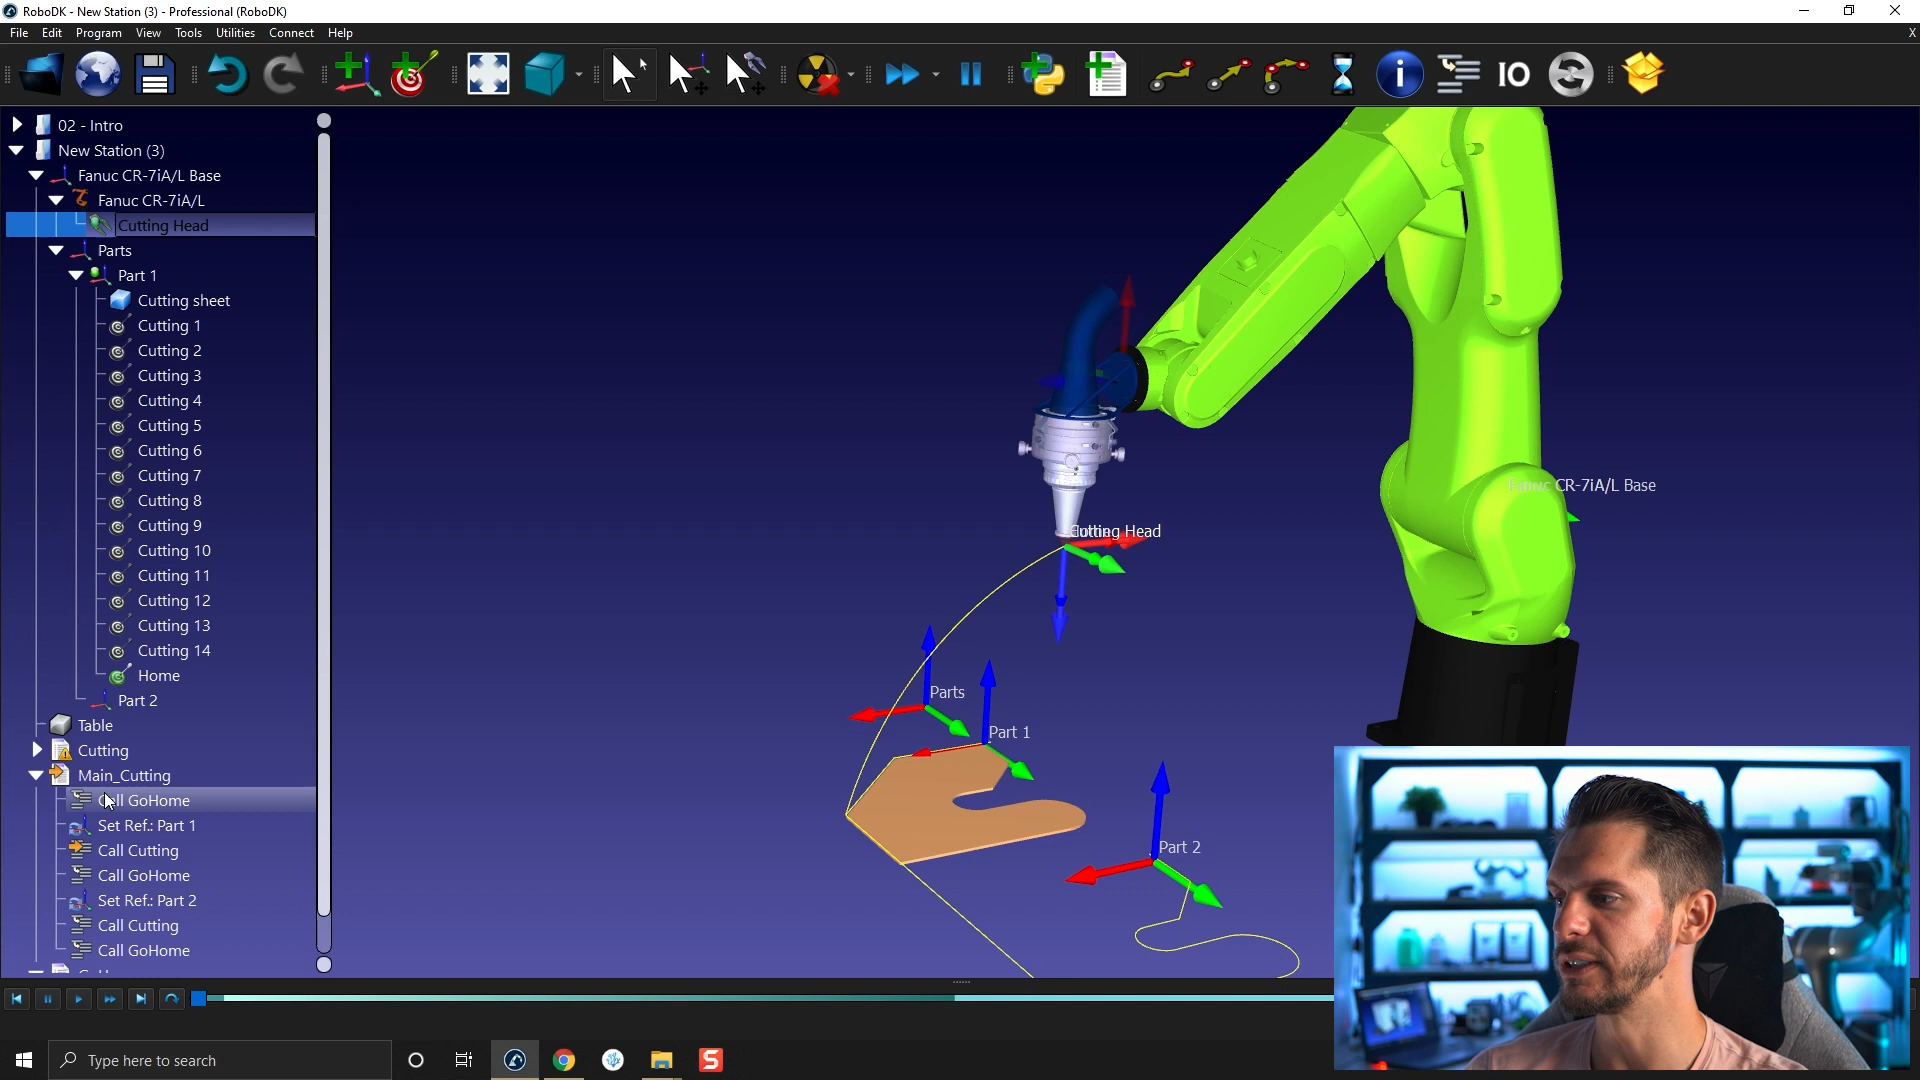 RoboDK - New Station (3) - Professional (RoboDK)
File Edit Program View Tools Utilities Connect Help
X
IO
02 - Intro
New Station (3)
Fanuc CR-7iA/L Base
Fanuc CR-7iA/L
Cutting Head
Parts
Part 1
Cutting sheet
Cutting 1
Cutting 2
Cutting 3
Cutting 4
Cutting 5
Cutting 6
Cutting 7
Cutting 8
Cutting 9
Cutting 10
Cutting 11
Cutting 12
Cutting 13
Cutting 14
Home
Part 2
Table
Cutting
Main_Cutting
Call GoHome
Set Ref.: Part 1
Call Cutting
Call GoHome
Set Ref.: Part 2
Call Cutting
Call GoHome
Fanuc CR-7iA/L Base
Cutting Head
Parts
Part 1
Part 2
Type here to search
S